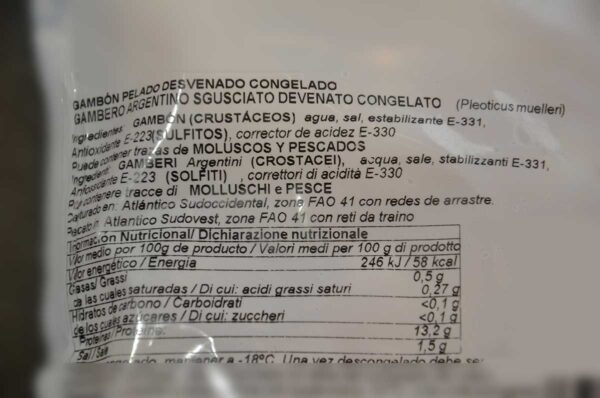 GAMBÓN PELADO DESVENADO CONGELADO
GAMBERO ARGENTINO SGUSCIATO DEVENATO CONGELATO (Pleoticus muelleri)
Ingredientes GAMBÓN (CRUSTÁCEOS) agua, sal, estabilizante E-331,
Antioxidante E-223(SULFITOS), corrector de acidez E-330
Puede contener trazas de MOLUSCOS Y PESCADOS
Ingredienti GAMBERI Argentini (CROSTACEI), acqua, sale, stabilizzanti E-331,
Antiossidante E-223 (SOLFITI) , correttori di acidità E-330
Può contenere tracce di MOLLUSCHI e PESCE
Capturado en: Atlántico Sudoccidental, zona FAO 41 con redes de arrastre.
Pescato in Atlantico Sudovest, zona FAO 41 con reti da traino
Información Nutricional/ Dichiarazione nutrizionale
Valor medio por 100g de producto / Valori medi per 100 g di prodotto
Valor energético / Energia 246 kJ / 58 kcal
Grasas/ Grassi 0,5 g
de las cuales saturadas / Di cui: acidi grassi saturi 0,27 g
Hidratos de carbono / Carboidrati <0,1 g
de los cuales azúcares / Di cui: zuccheri <0,1 g
Proteínas/ Proteine. 13,2 g
Sal / Sale 1,5 g
mantener a -18ºC Una vez descongelado debe ser